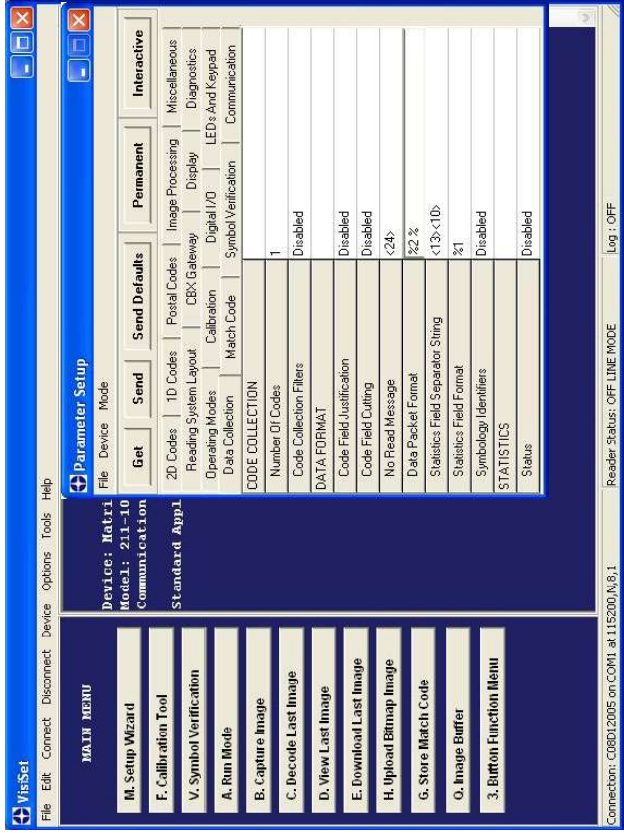 VisiSet
File Edit Connect Disconnect Device Options Tools Help
MAIN MENU
M. Setup Wizard
F. Calibration Tool
V. Symbol Verification
A. Run Mode
B. Capture Image
C. Decode Last Image
D. View Last Image
E. Download Last Image
H. Upload Bitmap Image
G. Store Match Code
Q. Image Buffer
3. Button Function Menu
Device: Matri
Model: 211-10
Communication
Standard Appl
Parameter Setup
File Device Mode
Get Send Send Defaults Permanent Interactive
2D Codes 1D Codes Postal Codes Image Processing Miscellaneous
Reading System Layout CBX Gateway Display Diagnostics
Operating Modes Calibration Digital I/O LEDs And Keypad
Data Collection Match Code Symbol Verification Communication
CODE COLLECTION
Number Of Codes 1
Code Collection Filters Disabled
DATA FORMAT
Code Field Justification Disabled
Code Field Cutting Disabled
No Read Message <24>
Data Packet Format %2 %
Statistics Field Separator String <13><10>
Statistics Field Format %1
Symbology Identifiers Disabled
STATISTICS
Status Disabled
Connection: C08D12005 on COM1 at 115200,N,8,1 Reader Status: OFF LINE MODE Log : OFF